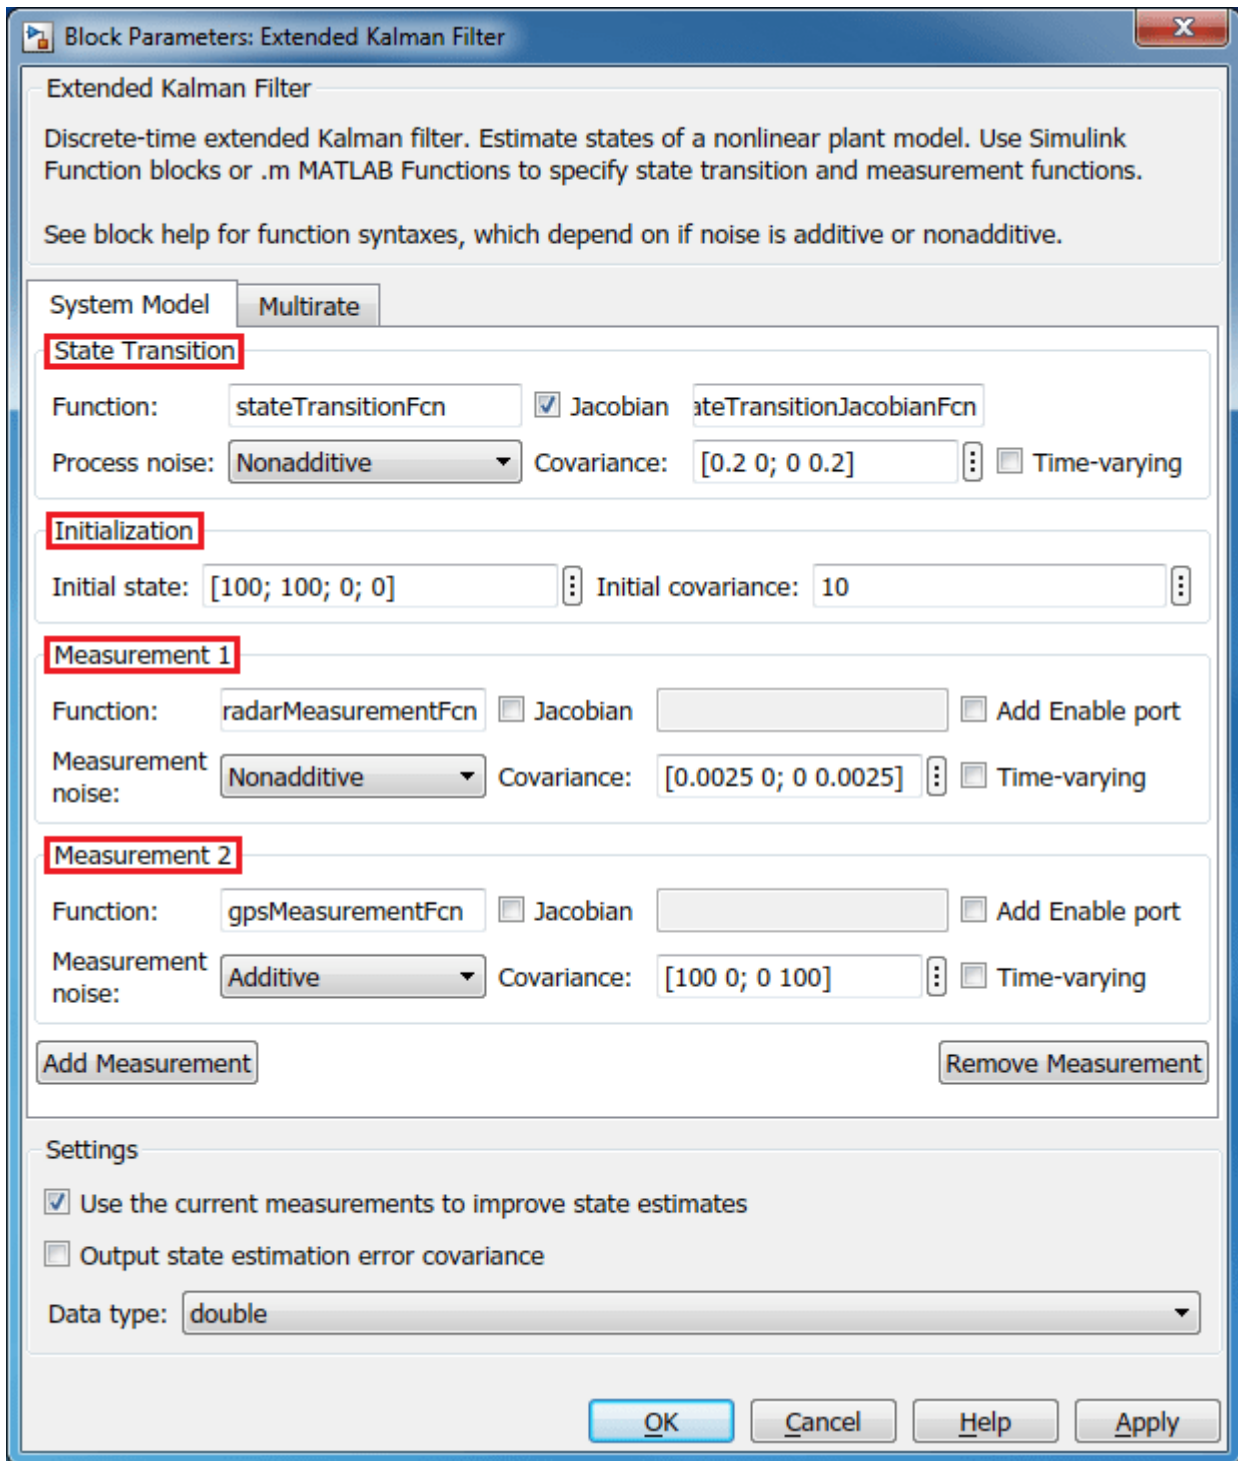 Block Parameters: Extended Kalman Filter
x
Extended Kalman Filter
Discrete-time extended Kalman filter. Estimate states of a nonlinear plant model. Use Simulink
Function blocks or .m MATLAB Functions to specify state transition and measurement functions.
See block help for function syntaxes, which depend on if noise is additive or nonadditive.
System Model Multirate
State Transition
Function: stateTransitionFcn Jacobian ateTransitionJacobianFcn
Process noise: Nonadditive Covariance: [0.2 0; 0 0.2] Time-varying
Initialization
Initial state: [100; 100; 0; 0] Initial covariance: 10
Measurement 1
Function: radarMeasurementFcn Jacobian Add Enable port
Measurement
noise: Nonadditive Covariance: [0.0025 0; 0 0.0025] Time-varying
Measurement 2
Function: gpsMeasurementFcn Jacobian Add Enable port
Measurement
noise: Additive Covariance: [100 0; 0 100] Time-varying
Add Measurement Remove Measurement
Settings
Use the current measurements to improve state estimates
Output state estimation error covariance
Data type: double
OK Cancel Help Apply